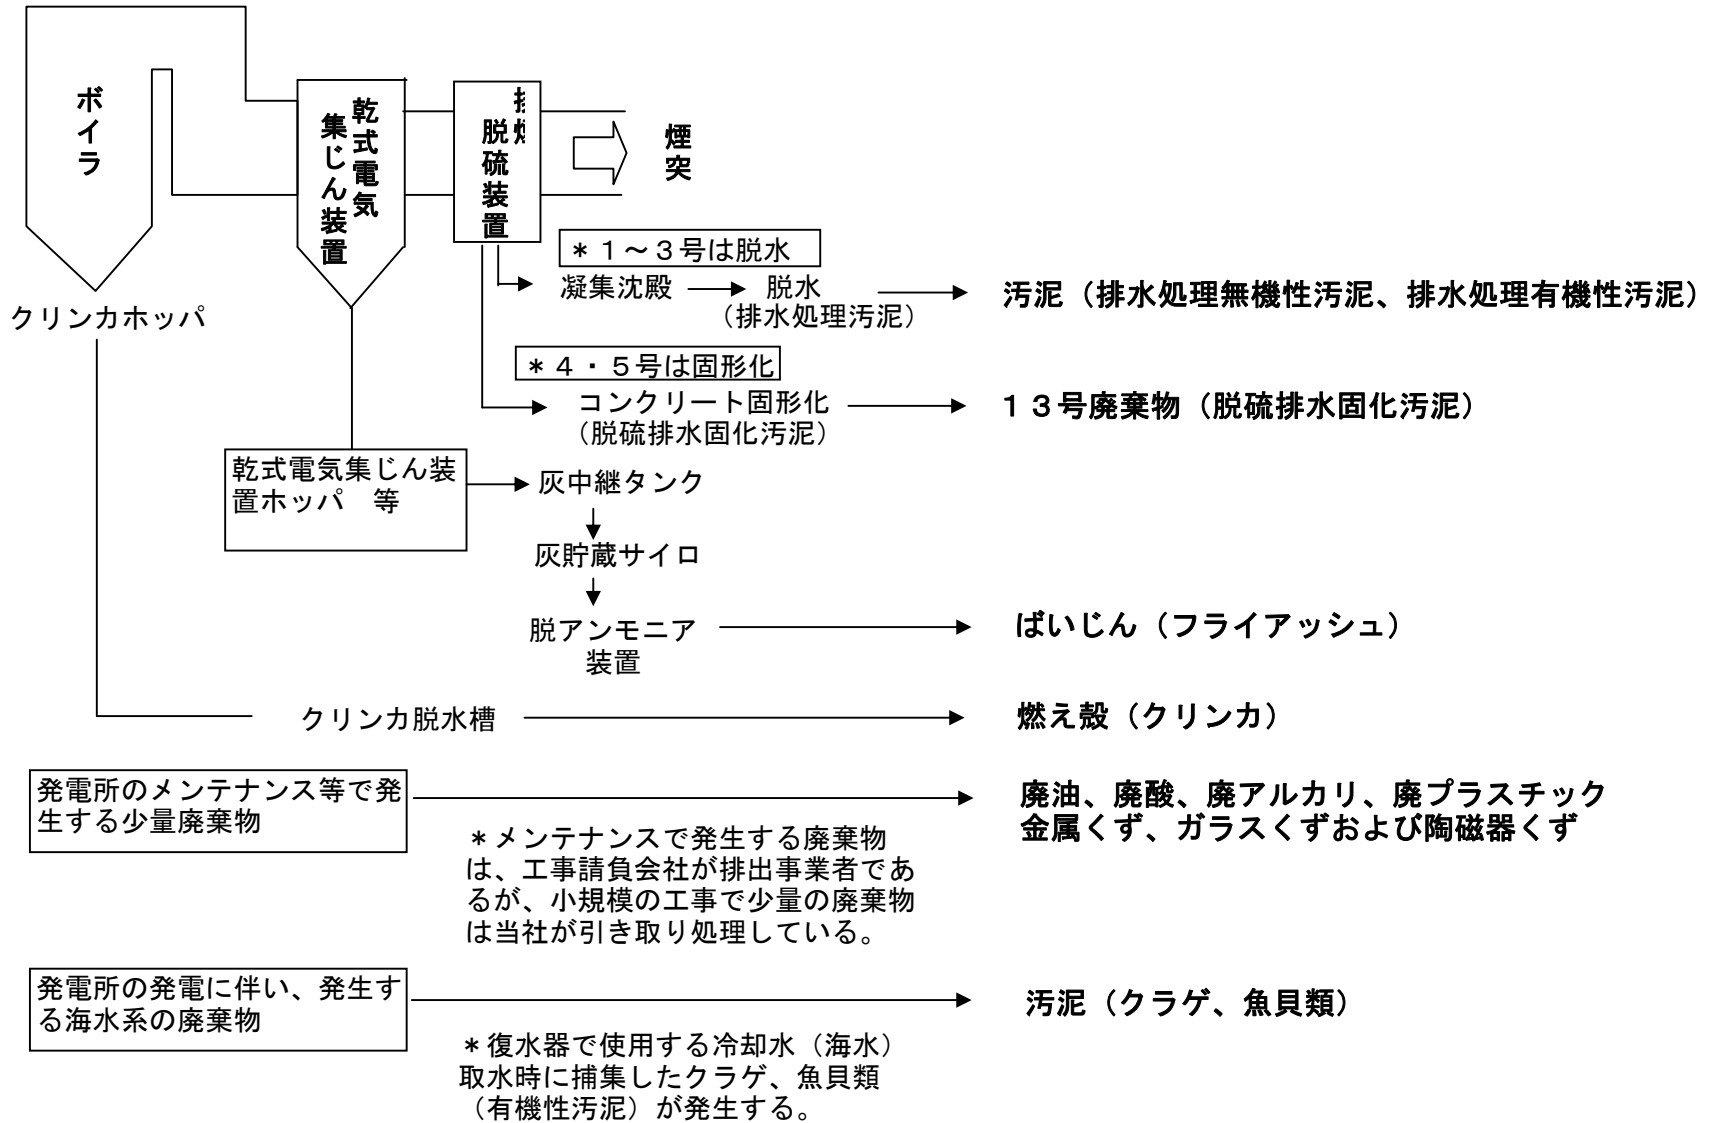 ボイラ
乾式電気
集じん装置
排煙
脱硫装置
煙突
＊１～３号は脱水
凝集沈殿
脱水
（排水処理汚泥）
汚泥（排水処理無機性汚泥、排水処理有機性汚泥）
クリンカホッパ
＊４・５号は固形化
コンクリート固形化
（脱硫排水固化汚泥）
１３号廃棄物（脱硫排水固化汚泥）
乾式電気集じん装
置ホッパ　等
灰中継タンク
灰貯蔵サイロ
脱アンモニア
装置
ばいじん（フライアッシュ）
クリンカ脱水槽
燃え殻（クリンカ）
発電所のメンテナンス等で発
生する少量廃棄物
廃油、廃酸、廃アルカリ、廃プラスチック
金属くず、ガラスくずおよび陶磁器くず
＊メンテナンスで発生する廃棄物
は、工事請負会社が排出事業者であ
るが、小規模の工事で少量の廃棄物
は当社が引き取り処理している。
発電所の発電に伴い、発生す
る海水系の廃棄物
汚泥（クラゲ、魚貝類）
＊復水器で使用する冷却水（海水）
取水時に捕集したクラゲ、魚貝類
（有機性汚泥）が発生する。